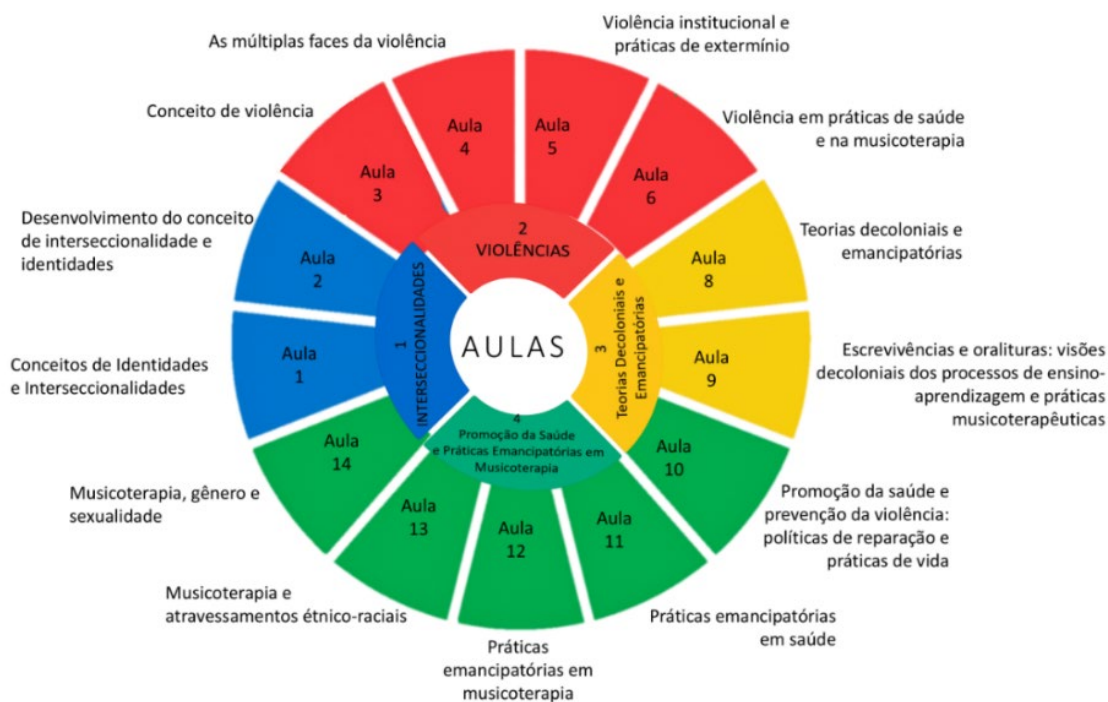 Violência institucional e
práticas de extermínio
As múltiplas faces da violência
Conceito de violência
Violência em práticas de saúde
e na musicoterapia
Aula
4
Aula
5
Aula
3
Aula
6
Desenvolvimento do conceito
de interseccionalidade e
identidades
Aula
2
2
VIOLÊNCIAS
Aula
8
Teorias decoloniais e
emancipatórias
1
INTERSECCIONALIDADES
AULAS
3
Teorias Decoloniais e
Emancipatórias
Conceitos de Identidades
e Interseccionalidades
Aula
1
Aula
9
Escrevivências e oralituras: visões
decoloniais dos processos de ensino-
aprendizagem e práticas
musicoterapêuticas
4
Promoção da Saúde
e Práticas Emancipatórias em
Musicoterapia
Aula
14
Aula
10
Musicoterapia, gênero e
sexualidade
Aula
13
Aula
12
Aula
11
Promoção da saúde e
prevenção da violência:
políticas de reparação e
práticas de vida
Musicoterapia e
atravessamentos étnico-raciais
Práticas
emancipatórias em
musicoterapia
Práticas emancipatórias
em saúde